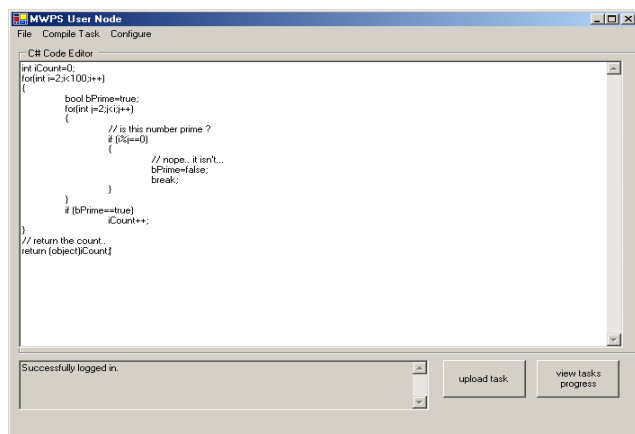 MWPS User Node
File Compile Task Configure
C# Code Editor
int iCount=0;
for(int i=2;i<100;i++)
{
bool bPrime=true;
for(int j=2;j<i;j++)
{
// is this number prime ?
if (i%j==0)
{
// nope.. it isn't...
bPrime=false;
break;
}
}
if (bPrime==true)
iCount++;
}
// return the count..
return (object)iCount;
Successfully logged in.
upload task
view tasks
progress